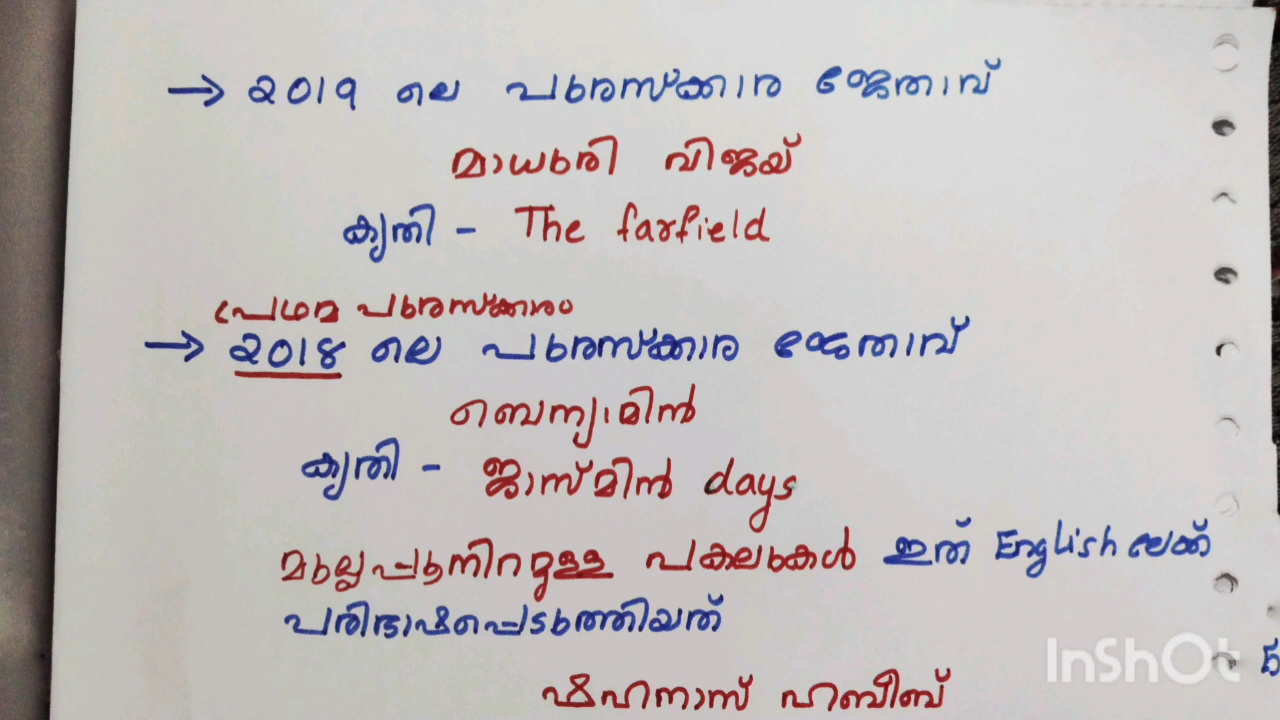 → 2019 ലെ പുരസ്ക്കാര ജേതാവ്
മാധുരി വിജയ്
കൃതി - The farfield
പ്രഥമ പുരസ്ക്കാരം
→ 2018 ലെ പുരസ്ക്കാര ജേതാവ്
ബെന്യാമിൻ
കൃതി - ജാസ്മിൻ days
മുല്ലപ്പൂനിറമുള്ള പകലുകൾ ഇത് English ലേക്ക്
പരിഭാഷപ്പെടുത്തിയത്
ഷഹനാസ് ഹബീബ്
InShOt